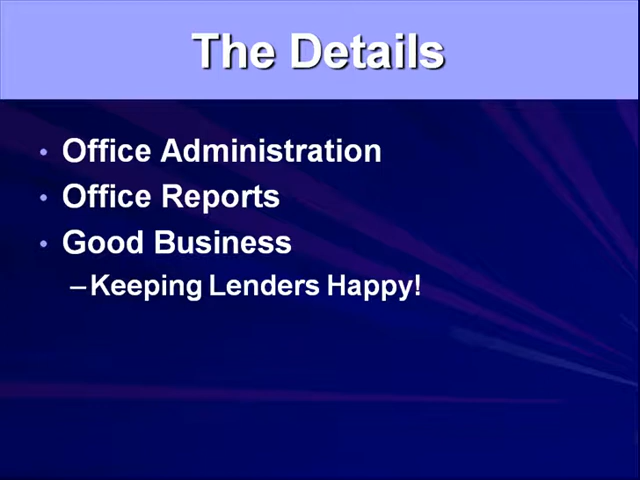 The Details
• Office Administration
• Office Reports
• Good Business
–Keeping Lenders Happy!